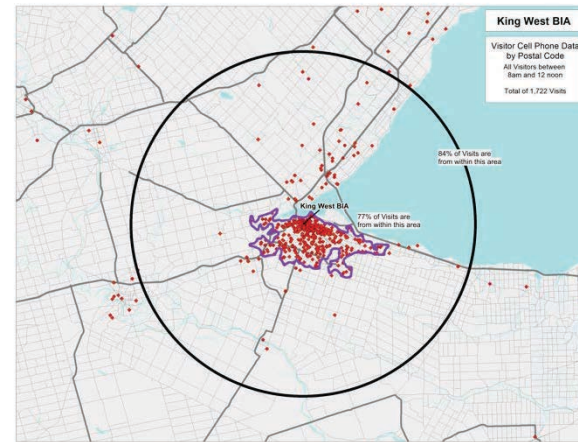 King West BIA
Visitor Cell Phone Data
by Postal Code
All Visitors between
8am and 12 noon
Total of 1,722 Visits
84% of Visits are
from within this area
King West BIA
77% of Visits are
from within this area